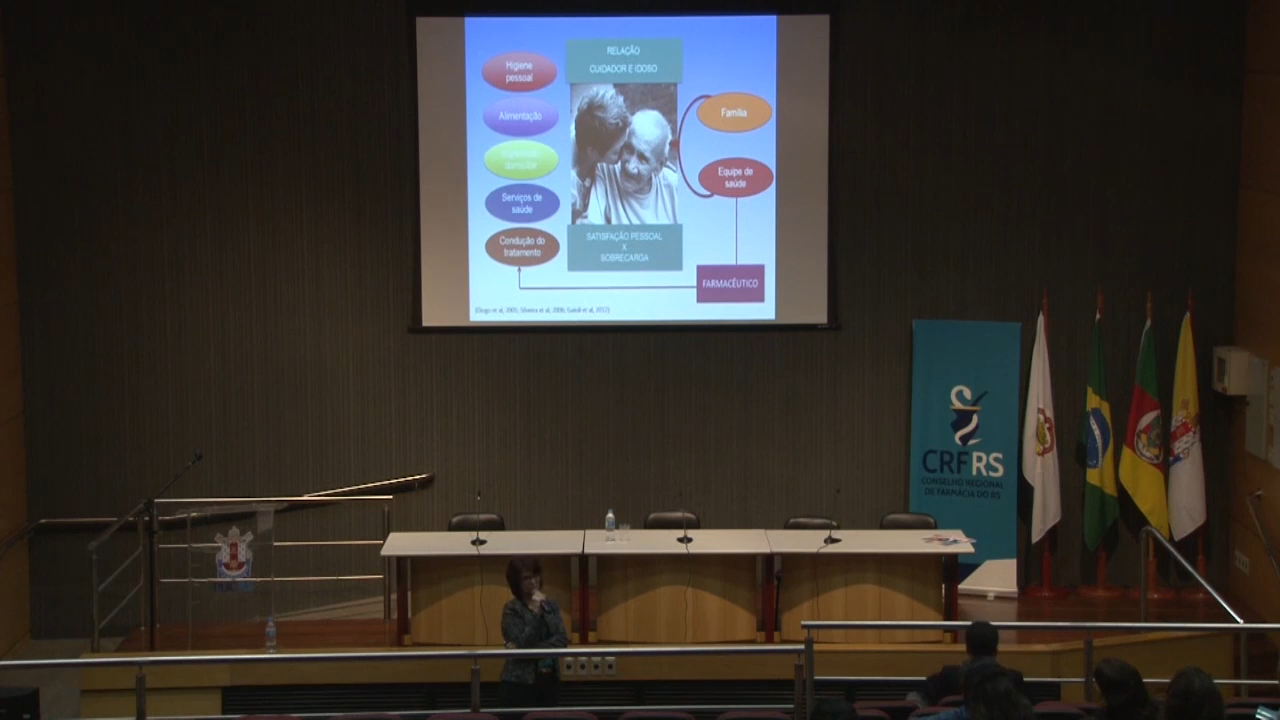 RELAÇÃO
CUIDADOR E IDOSO
Higiene
pessoal
Alimentação
domiciliar
Serviços de
saúde
Condução do
tratamento
SATISFAÇÃO PESSOAL
X
SOBRECARGA
Família
Equipe de
saúde
FARMACÊUTICO
CRFRS
CONSELHO REGIONAL
DE FARMÁCIA DO RS